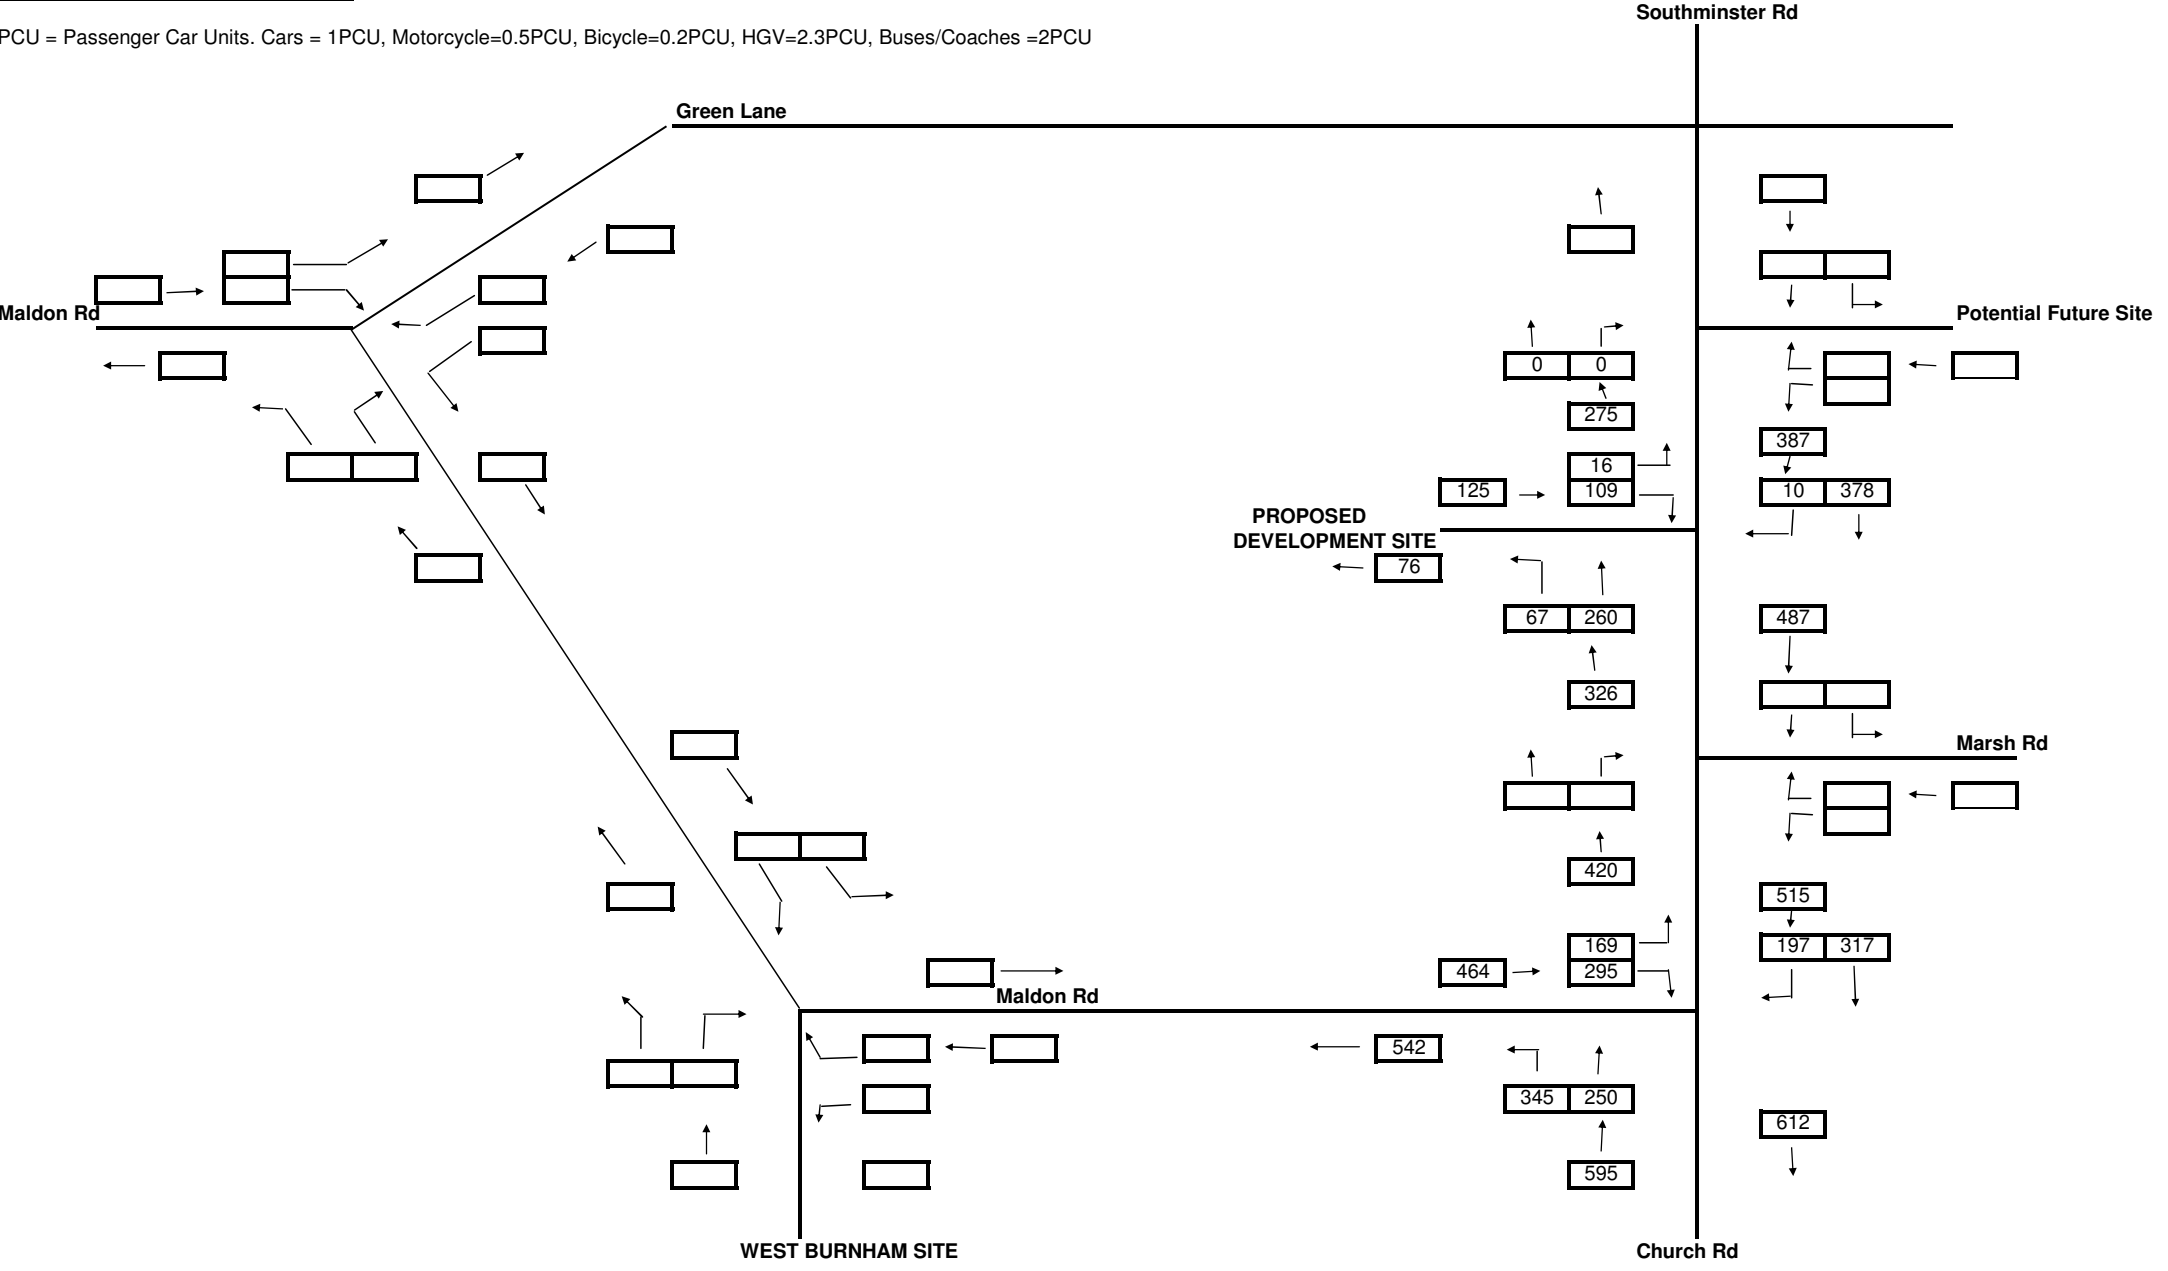 Southminster Rd
PCU = Passenger Car Units. Cars = 1PCU, Motorcycle=0.5PCU, Bicycle=0.2PCU, HGV=2.3PCU, Buses/Coaches =2PCU
Green Lane
Maldon Rd
Potential Future Site
0 0
275
387
16
125 109
10 378
PROPOSED
DEVELOPMENT SITE
76
67 260
487
326
Marsh Rd
420
515
169
197 317
464 295
Maldon Rd
542
345 250
612
595
WEST BURNHAM SITE
Church Rd